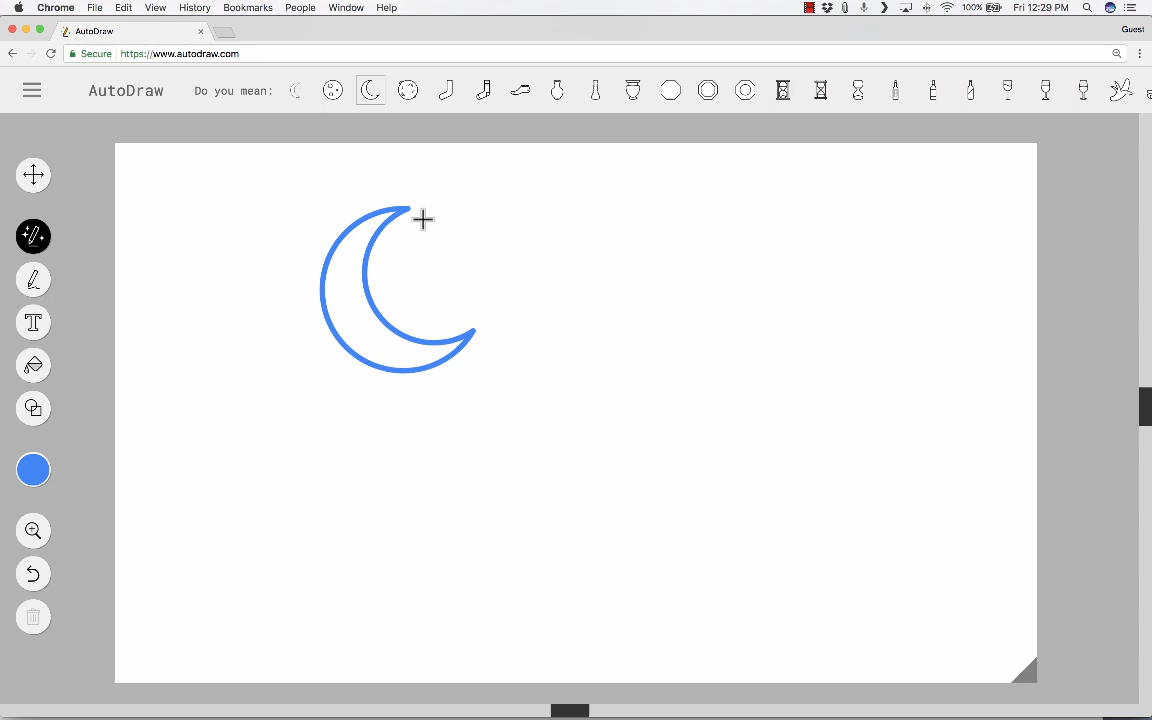 Chrome File Edit View History Bookmarks People Window Help 100% Fri 12:29 PM
AutoDraw Guest
Secure https://www.autodraw.com
AutoDraw Do you mean:
T